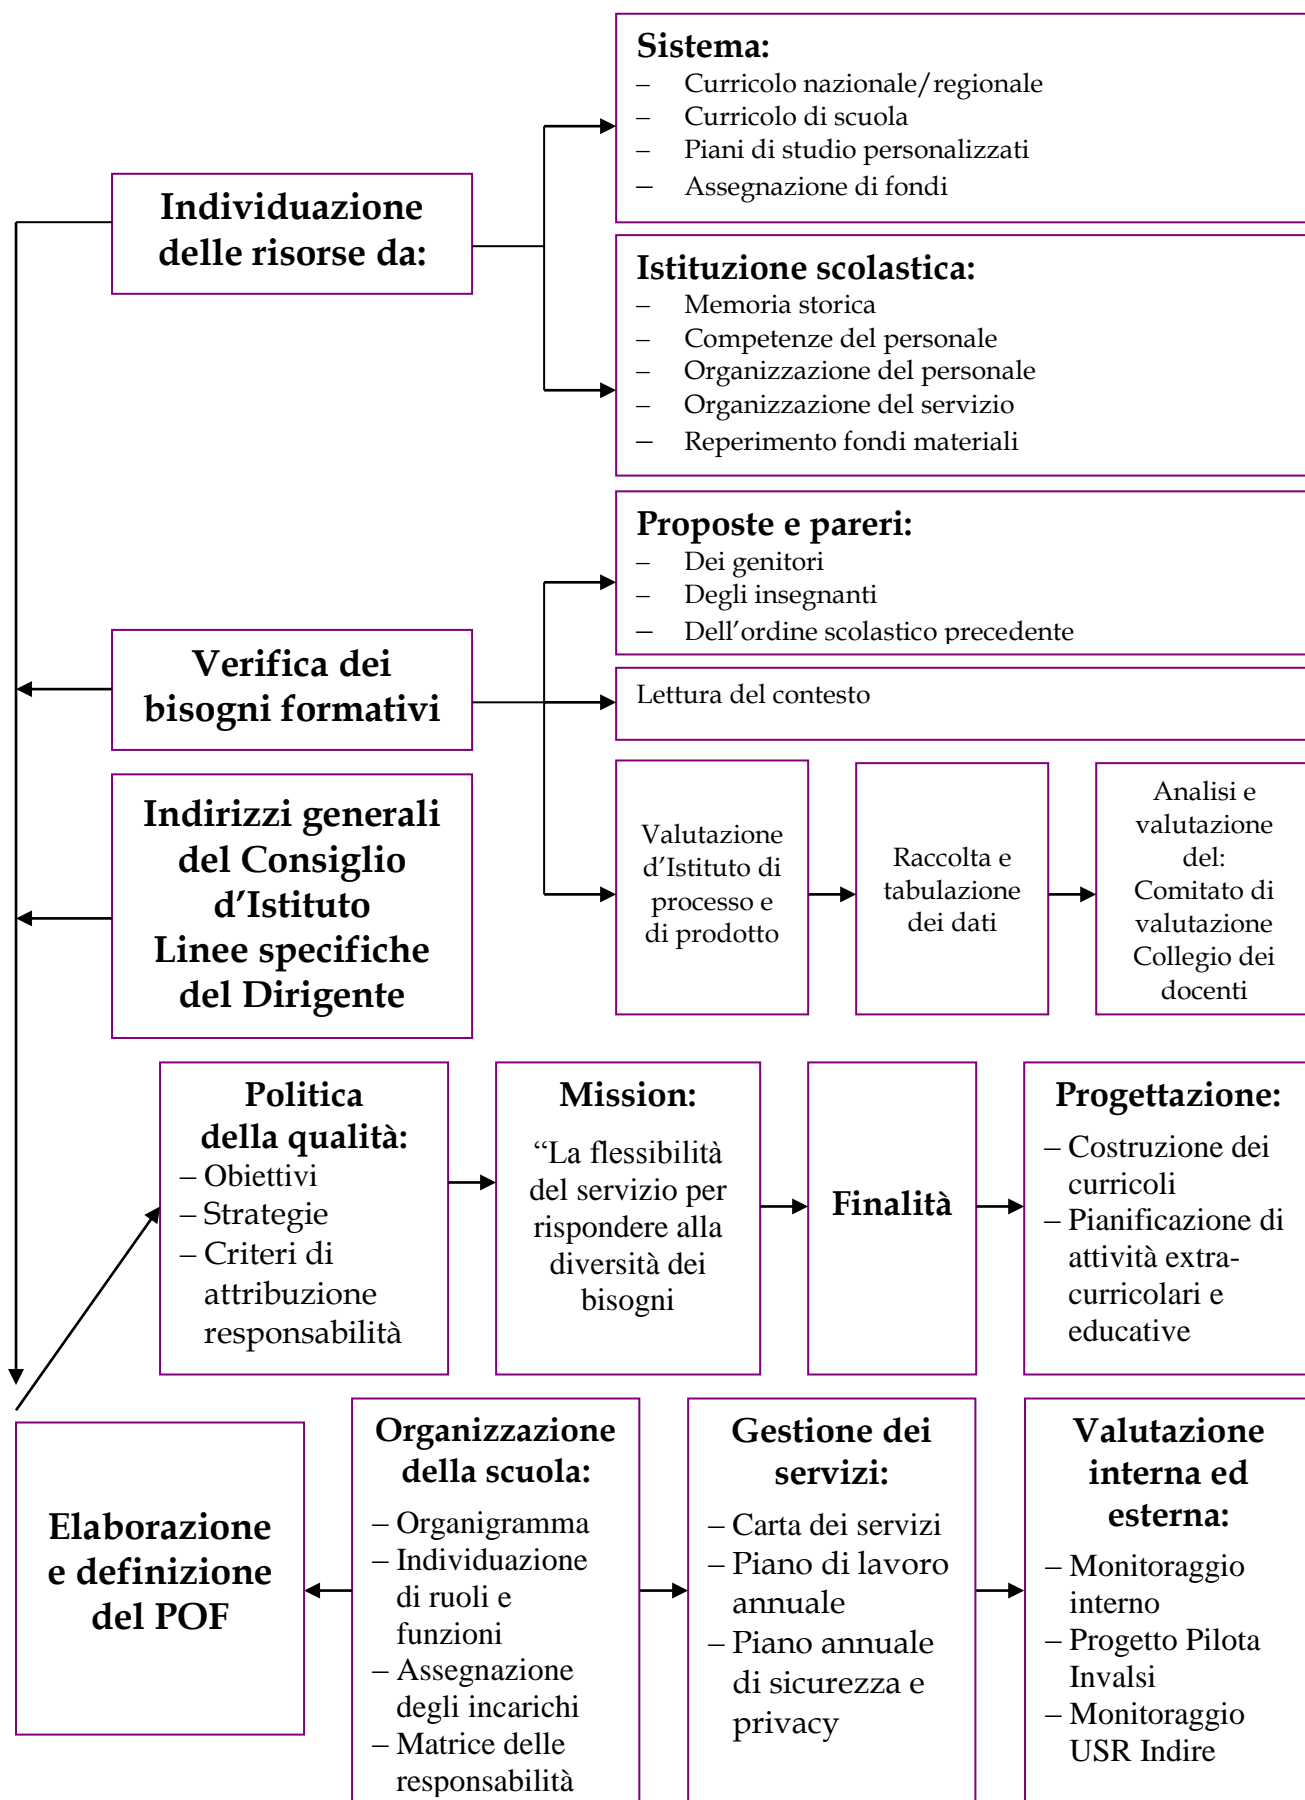 Sistema:
– Curricolo nazionale/regionale
– Curricolo di scuola
– Piani di studio personalizzati
– Assegnazione di fondi
Individuazione
delle risorse da:
Istituzione scolastica:
– Memoria storica
– Competenze del personale
– Organizzazione del personale
– Organizzazione del servizio
– Reperimento fondi materiali
Proposte e pareri:
– Dei genitori
– Degli insegnanti
– Dell’ordine scolastico precedente
Verifica dei
bisogni formativi
Lettura del contesto
Indirizzi generali
del Consiglio
d’Istituto
Linee specifiche
del Dirigente
Valutazione
d’Istituto di
processo e
di prodotto
Raccolta e
tabulazione
dei dati
Analisi e
valutazione
del:
Comitato di
valutazione
Collegio dei
docenti
Politica
della qualità:
– Obiettivi
– Strategie
– Criteri di
attribuzione
responsabilità
Mission:
“La flessibilità
del servizio per
rispondere alla
diversità dei
bisogni
Finalità
Progettazione:
– Costruzione dei
curricoli
– Pianificazione di
attività extra-
curricolari e
educative
Elaborazione
e definizione
del POF
Organizzazione
della scuola:
– Organigramma
– Individuazione
di ruoli e
funzioni
– Assegnazione
degli incarichi
– Matrice delle
responsabilità
Gestione dei
servizi:
– Carta dei servizi
– Piano di lavoro
annuale
– Piano annuale
di sicurezza e
privacy
Valutazione
interna ed
esterna:
– Monitoraggio
interno
– Progetto Pilota
Invalsi
– Monitoraggio
USR Indire